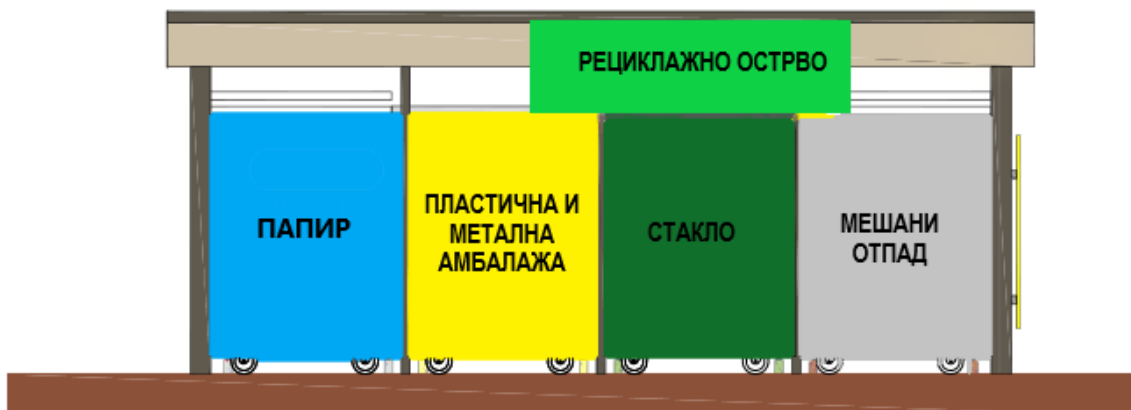 РЕЦИКЛАЖНО ОСТРВО
ПАПИР
ПЛАСТИЧНА И
МЕТАЛНА
АМБАЛАЖА
СТАКЛО
МЕШАНИ
ОТПАД